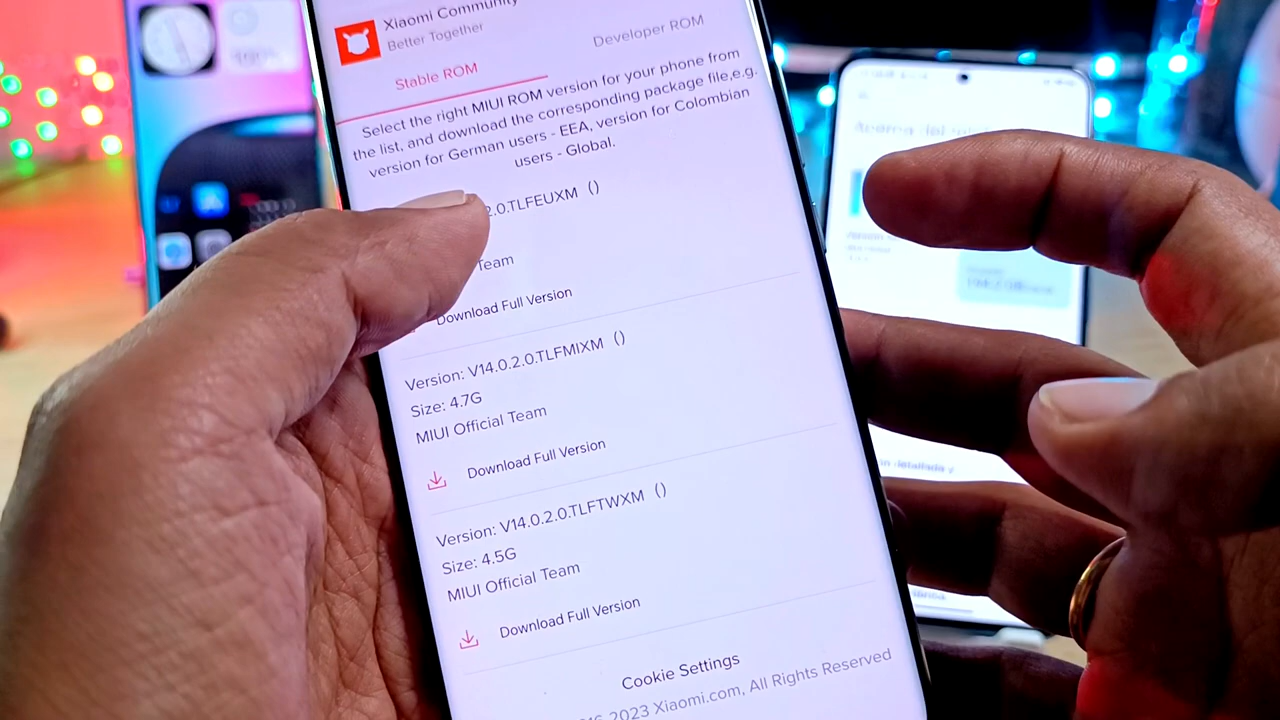 Xiaomi Community
Better Together
Stable ROM
Developer ROM
Select the right MIUI ROM version for your phone from
the list, and download the corresponding package file,e.g.
version for German users - EEA, version for Colombian
users - Global.
2.0.TLFEUXM ()
Team
Download Full Version
Version: V14.0.2.0.TLFMIXM ()
Size: 4.7G
MIUI Official Team
Download Full Version
Version: V14.0.2.0.TLFTWXM ()
Size: 4.5G
MIUI Official Team
Download Full Version
Cookie Settings
2023 Xiaomi.com, All Rights Reserved
detallada y